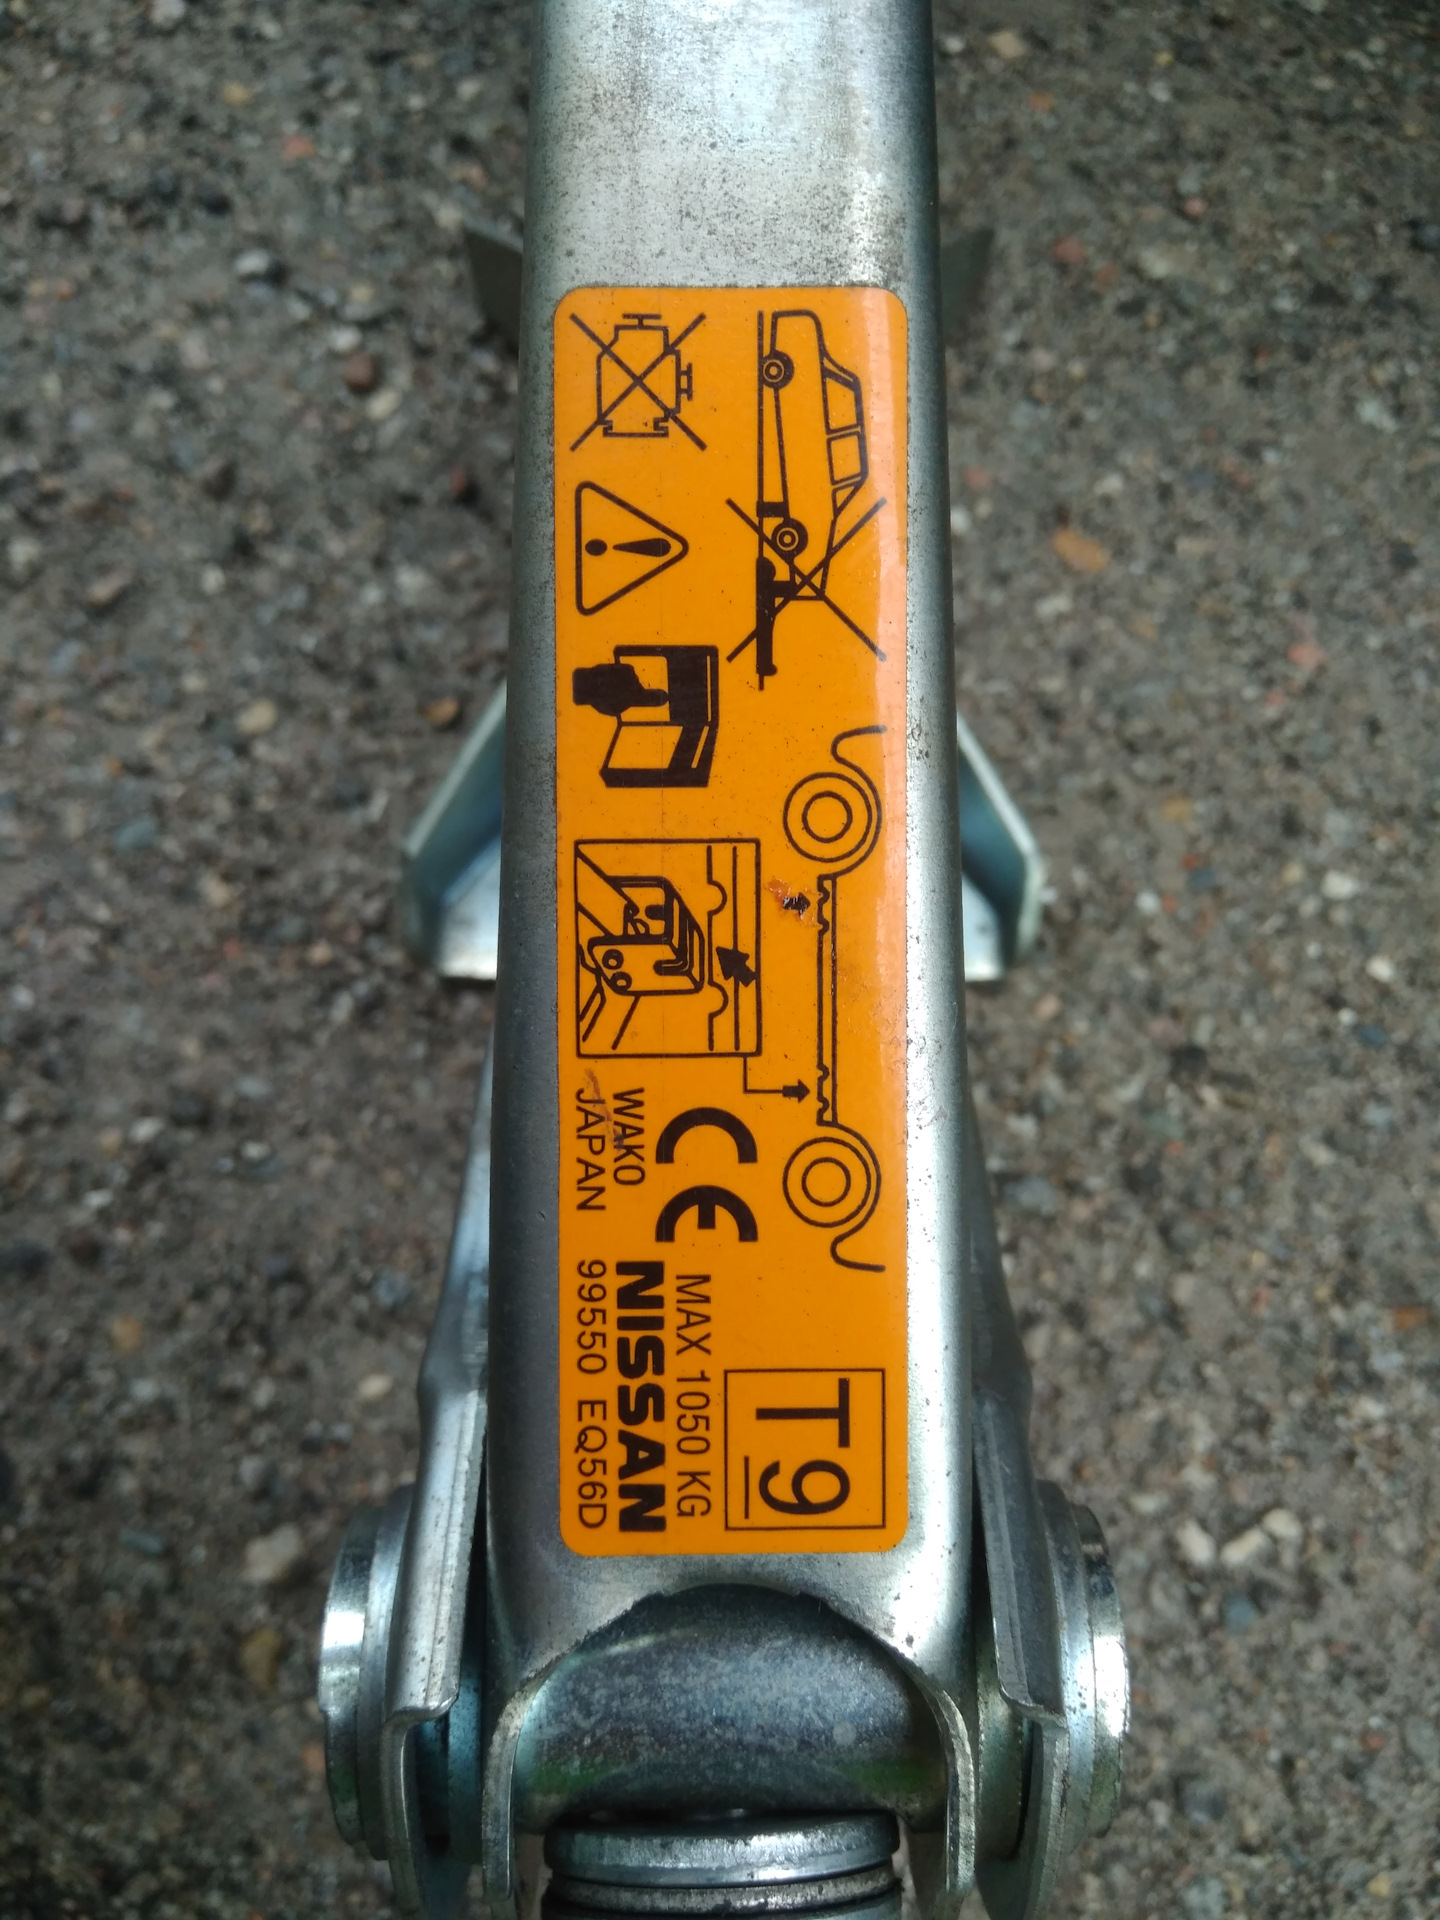 T9
MAX 1050 KG
NISSAN
99550 EQ56D
CE
WAKO
JAPAN